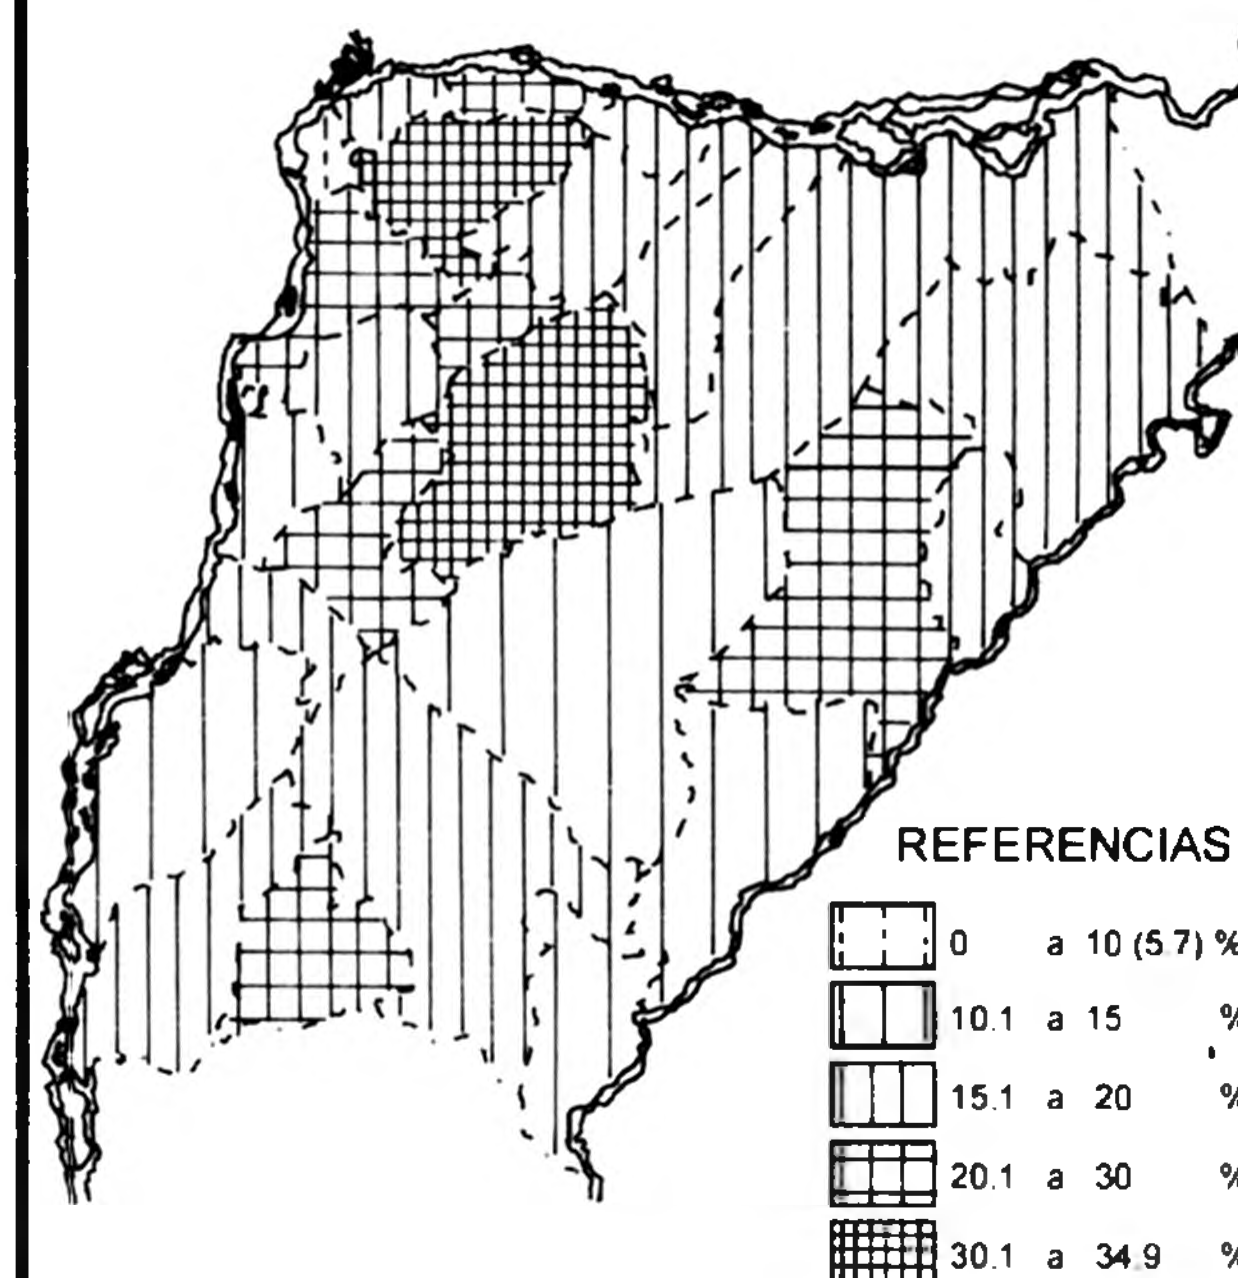 REFERENCIAS
0 a 10 (5.7) %
10.1 a 15 %
15.1 a 20 %
20.1 a 30 %
30.1 a 34.9 %